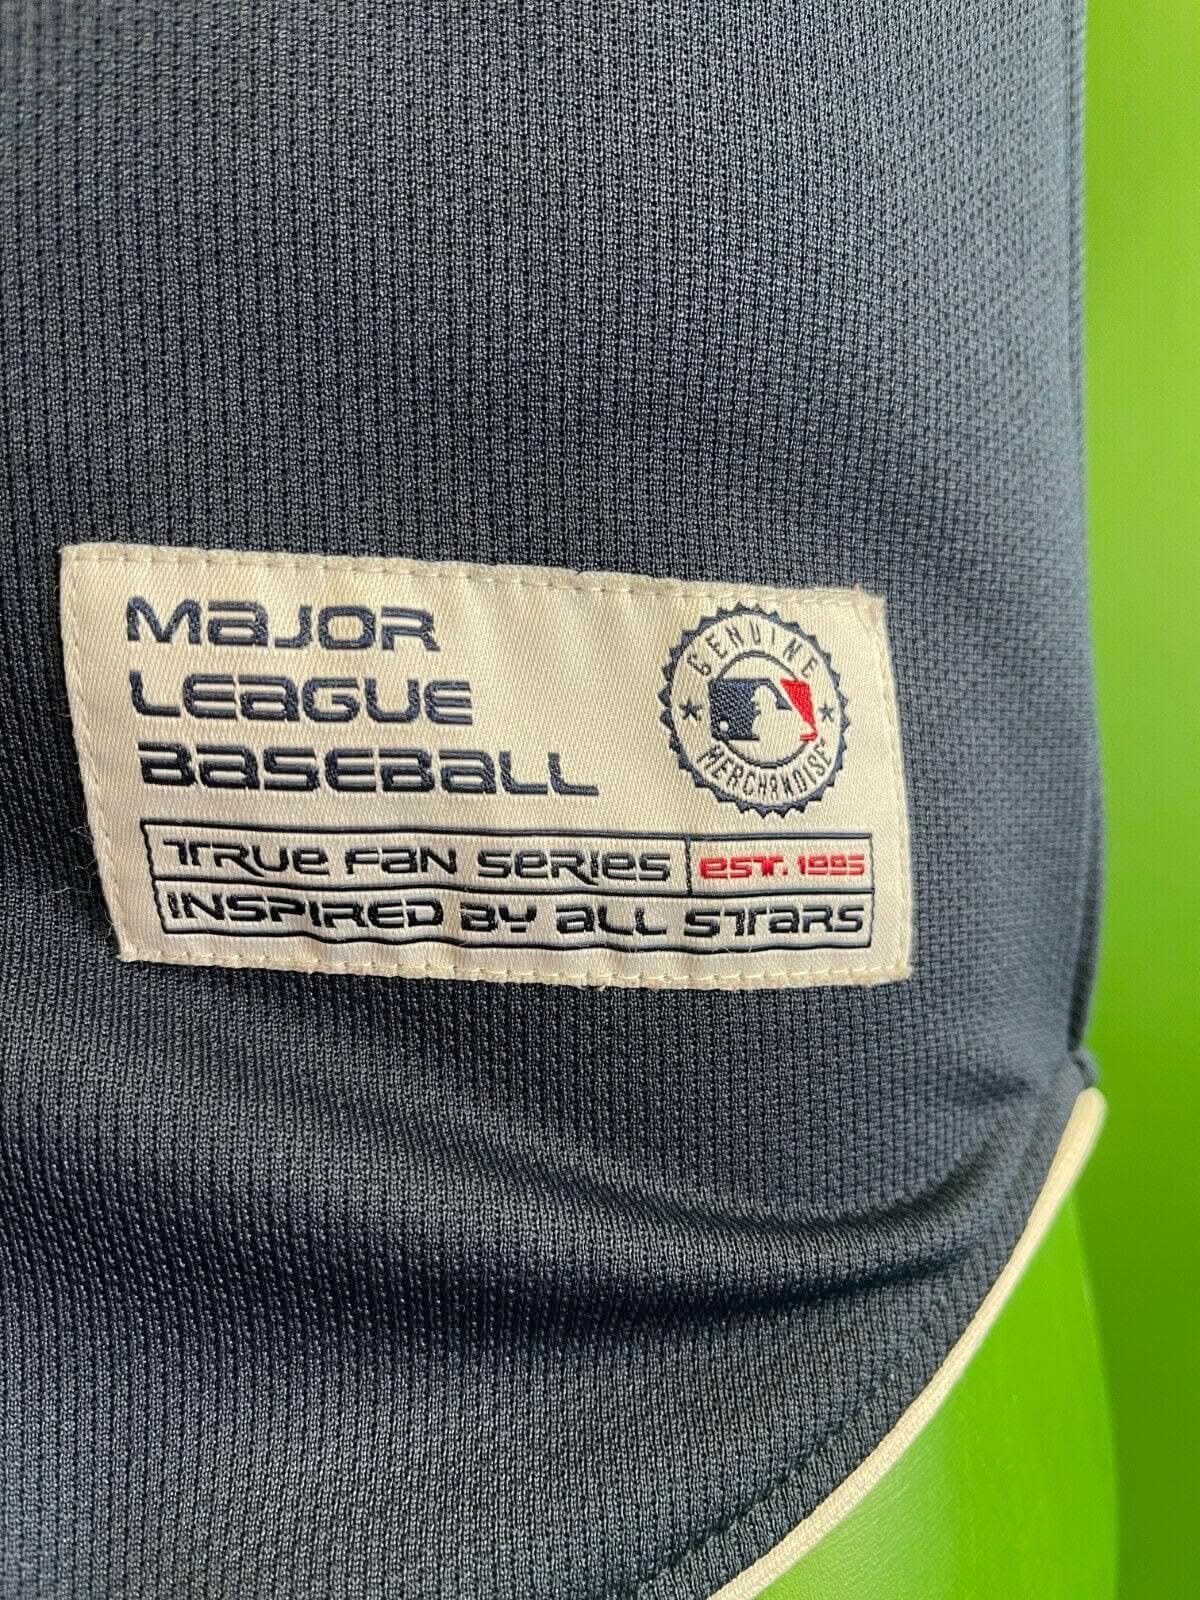 MaJOR
LeaGUe
BaSEBaLL
GENUINE
MERCHANDISE
TRUe Fan SeRIeS
eST. 1995
INSPIRED BY aLL STaRS